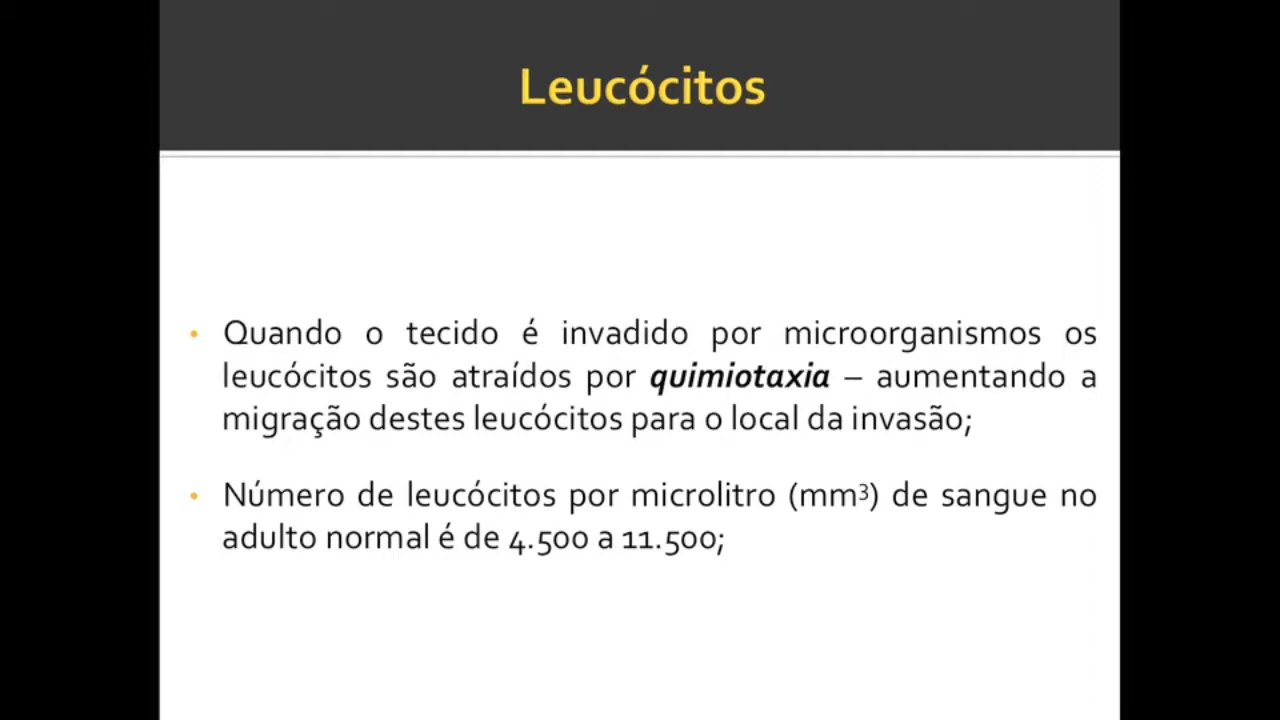 Leucócitos
• Quando o tecido é invadido por microorganismos os
leucócitos são atraídos por quimiotaxia – aumentando a
migração destes leucócitos para o local da invasão;
• Número de leucócitos por microlitro (mm³) de sangue no
adulto normal é de 4.500 a 11.500;